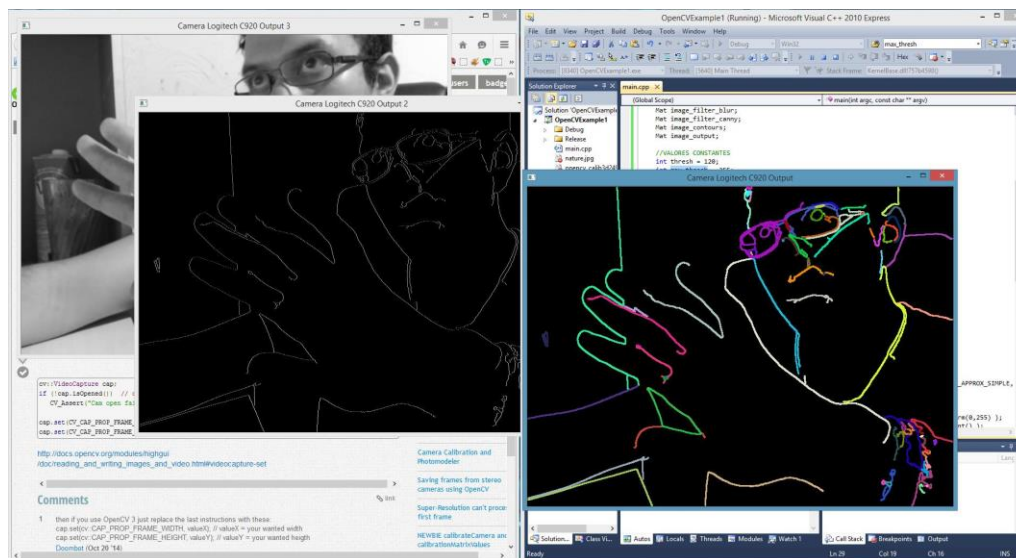 Camera Logitech C920 Output 3
users
badge
Camera Logitech C920 Output 2
cv::VideoCapture cap;
if (!cap.isOpened()) //
CV_Assert("Cam open fai
cap.set(CV_CAP_PROP_FRAME_
cap.set(CV_CAP_PROP_FRAME_
http://docs.opencv.org/modules/highgui
/doc/reading_and_writing_images_and_video.html#videocapture-set
Comments
link
1 then if you use OpenCV 3 just replace the last instructions with these:
cap.set(cv::CAP_PROP_FRAME_WIDTH, valueX); // valueX = your wanted width
cap.set(cv::CAP_PROP_FRAME_HEIGHT, valueY); // valueY = your wanted heigth
Doombot (Oct 20 '14)
Camera Calibration and
Photomodeler
Saving frames from stereo
cameras using OpenCV
Super-Resolution can't proce
first frame
NEWBIE calibrateCamera and
calibrationMatrixValues
OpenCVExample1 (Running) - Microsoft Visual C++ 2010 Express
File Edit View Project Build Debug Tools Window Help
Debug Win32 max_thresh
Hex
Process: [6940] OpenCVExample1.exe Thread: [5640] Main Thread Stack Frame:
Solution Explorer
main.cpp
(Global Scope) main(int argc, const char ** argv)
Solution 'OpenCVExamp
OpenCVExample1
Debug
Release
main.cpp
nature.jpg
Mat image_filter_blur;
Mat image_filter_canny;
Mat image_contours;
Mat image_output;
//VALORES CONSTANTES
int thresh = 120;
Camera Logitech C920 Output
_APPROX_SIMPLE,
(0,255) );
Lang
Solution... Class Vi... Autos Locals Threads Modules Watch 1 Call Stack Breakpoints Output
Ready Ln 29 Col 19 Ch 16 INS